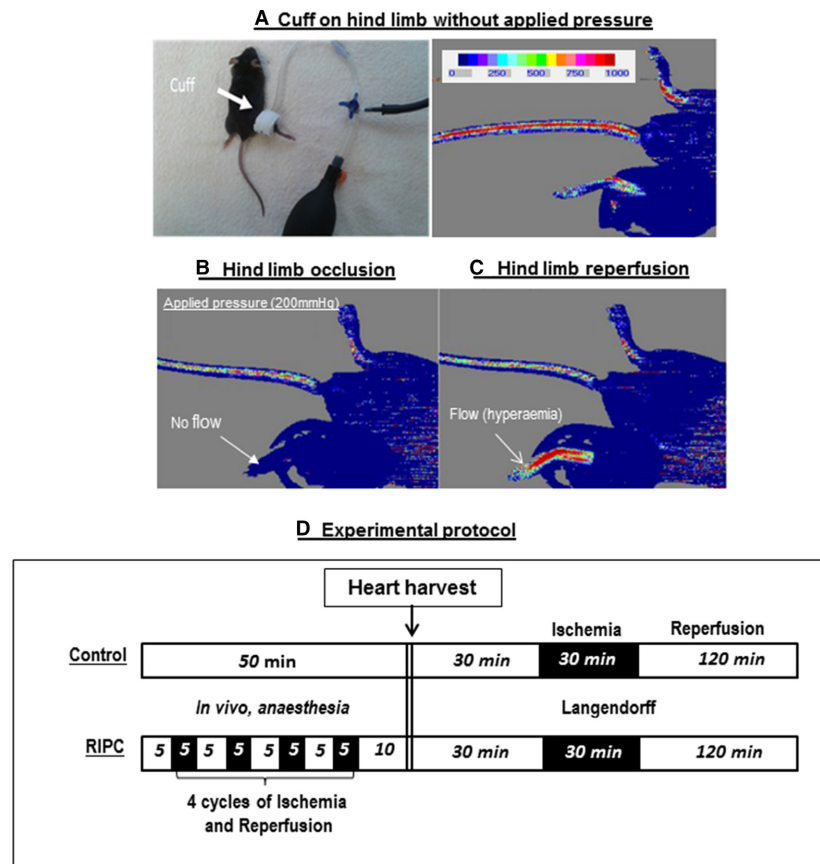 A Cuff on hind limb without applied pressure
Cuff
0 250 500 750 1000
B Hind limb occlusion
C Hind limb reperfusion
Applied pressure (200mmHg)
No flow
Flow (hyperaemia)
D Experimental protocol
Heart harvest
Ischemia Reperfusion
Control 50 min 30 min 30 min 120 min
In vivo, anaesthesia Langendorff
RIPC 5 5 5 5 5 5 5 5 10 30 min 30 min 120 min
4 cycles of Ischemia
and Reperfusion